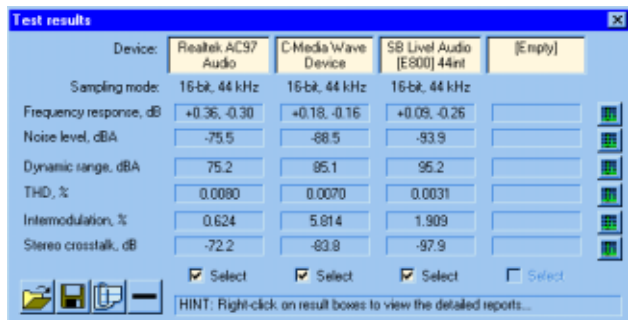 Test results
Device: Realtek AC97 Audio C-Media Wave Device SB Live! Audio [E800] 44int [Empty]
Sampling mode: 16-bit, 44 kHz 16-bit, 44 kHz 16-bit, 44 kHz
Frequency response, dB +0.36, -0.30 +0.18, -0.16 +0.09, -0.26
Noise level, dBA -75.5 -88.5 -93.9
Dynamic range, dBA 75.2 85.1 95.2
THD, % 0.0080 0.0070 0.0031
Intermodulation, % 0.624 5.814 1.909
Stereo crosstalk, dB -72.2 -83.8 -97.9
Select Select Select Select
HINT: Right-click on result boxes to view the detailed reports...